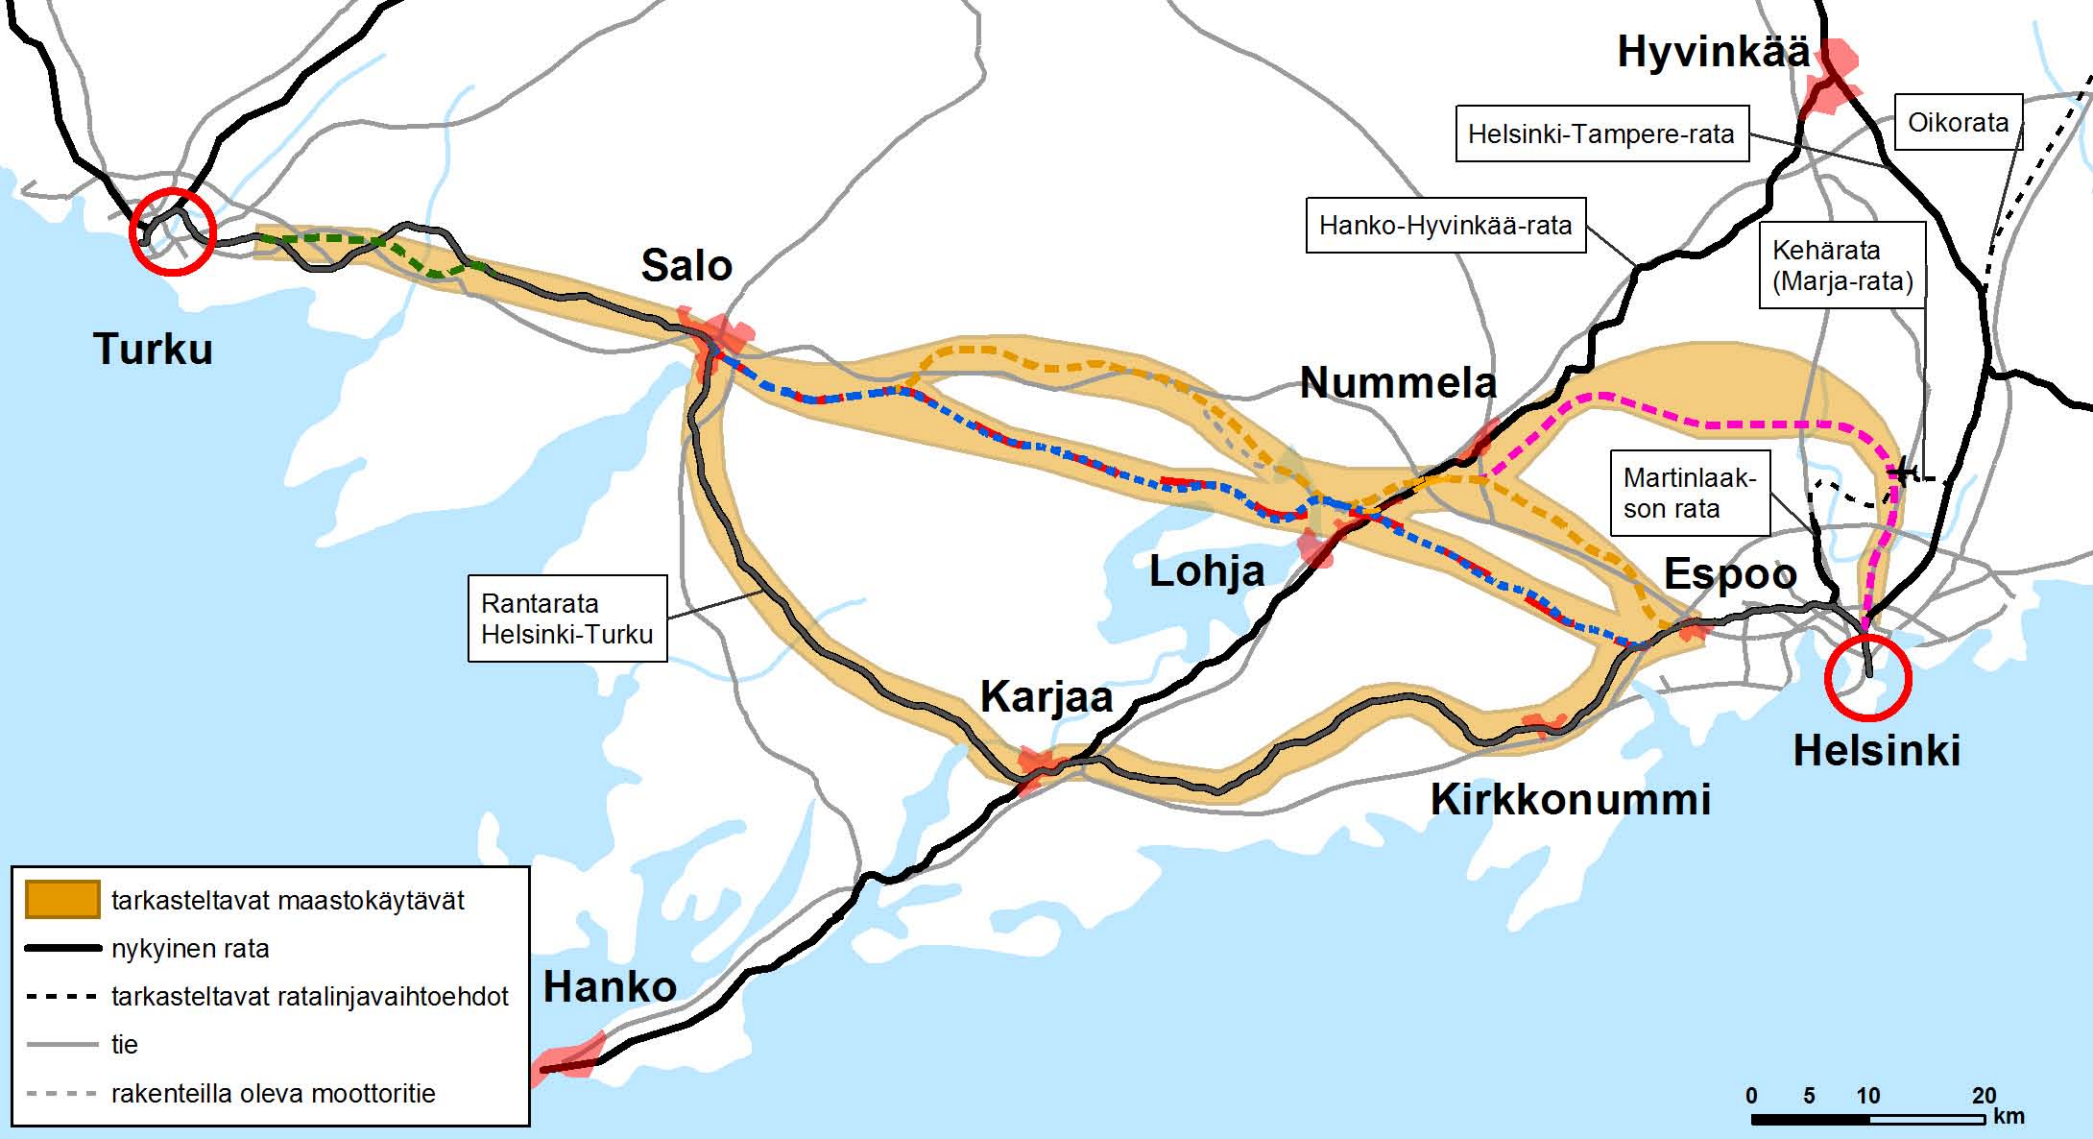 Hyvinkää
Helsinki-Tampere-rata
Oikorata
Hanko-Hyvinkää-rata
Kehärata
(Marja-rata)
Salo
Turku
Nummela
Martinlaak-
son rata
Lohja
Espoo
Rantarata
Helsinki-Turku
Karjaa
Helsinki
Kirkkonummi
Hanko
tarkasteltavat maastokäytävät
nykyinen rata
tarkasteltavat ratalinjavaihtoehdot
tie
rakenteilla oleva moottoritie
0 5 10 20
km